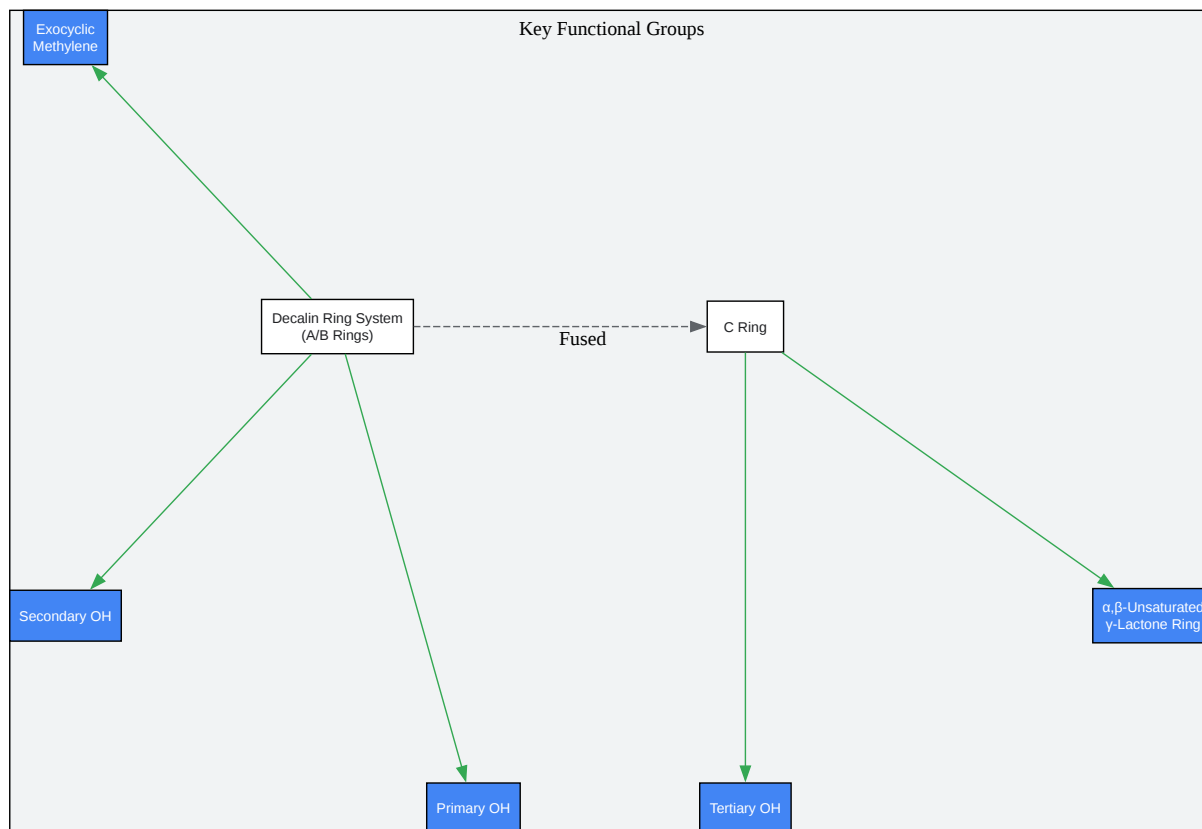 Exocyclic
Methylene
Key Functional Groups
Decalin Ring System
(A/B Rings)
Fused
C Ring
Secondary OH
α,β-Unsaturated
γ-Lactone Ring
Primary OH
Tertiary OH